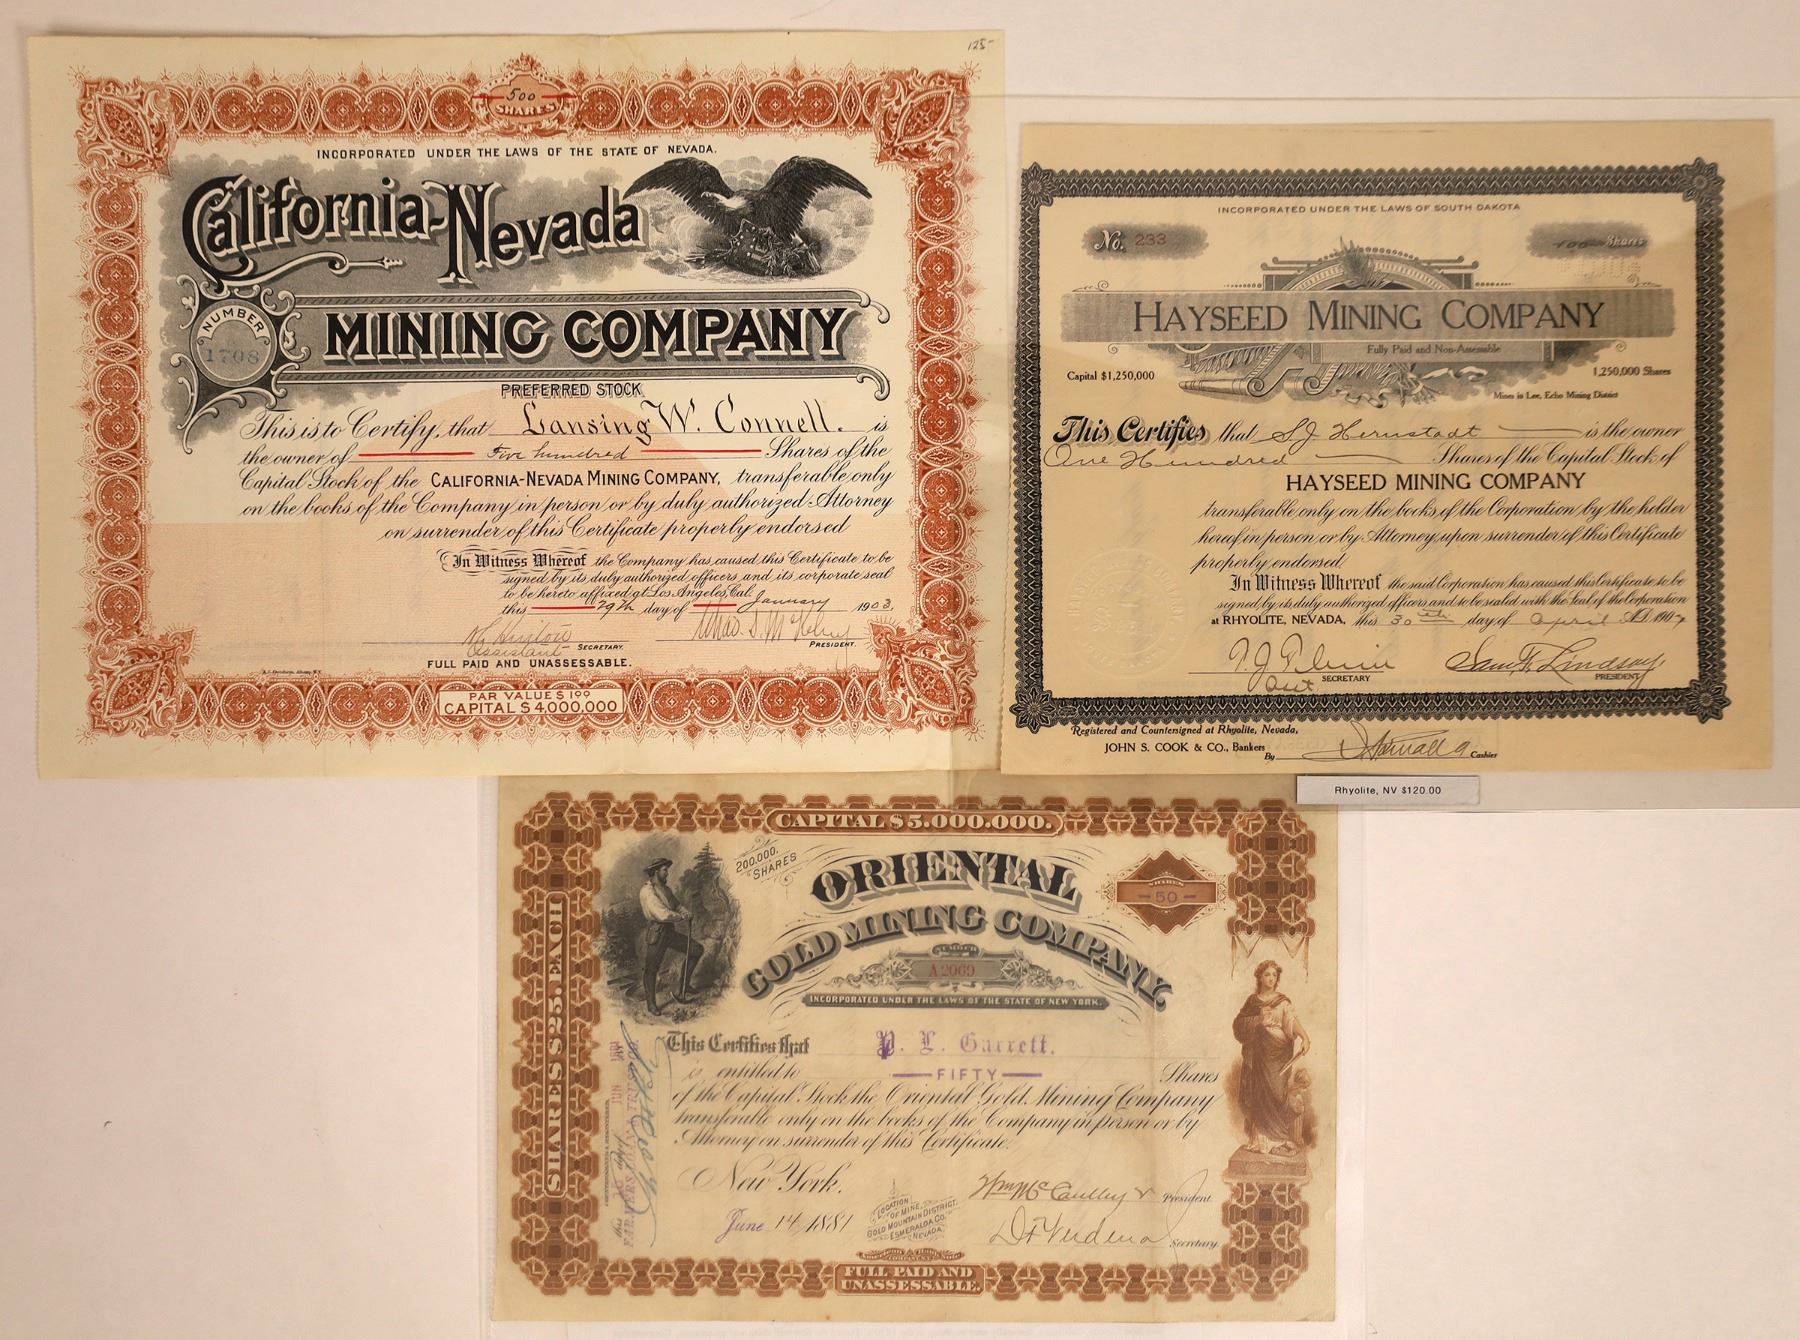 125-
500
SHARES
INCORPORATED UNDER THE LAWS OF THE STATE OF NEVADA.
California-Nevada
MINING COMPANY
NUMBER
1708
PREFERRED STOCK
This is to Certify, that Lansing W. Connell. is
the owner of Five hundred Shares of the
Capital Stock of the CALIFORNIA-NEVADA MINING COMPANY, transferable only
on the books of the Company in person or by duly authorized Attorney
on surrender of this Certificate properly endorsed
In Witness Whereof the Company has caused this Certificate to be
signed by its duly authorized officers and its corporate seal
to be hereto affixed at Los Angeles, Cal.
this 29th day of January 1903.
Assistant SECRETARY. PRESIDENT.
FULL PAID AND UNASSESSABLE.
PAR VALUE $1.00
CAPITAL $4,000,000
INCORPORATED UNDER THE LAWS OF SOUTH DAKOTA
No. 233
100 Shares
HAYSEED MINING COMPANY
Fully Paid and Non-Assessable
Capital $1,250,000
1,250,000 Shares
Mines in Lee, Echo Mining District
This Certifies that S J Hernstadt is the owner
One Hundred Shares of the Capital Stock of
HAYSEED MINING COMPANY
transferable only on the books of the Corporation by the holder
hereof in person or by Attorney upon surrender of this Certificate
properly endorsed.
In Witness Whereof the said Corporation has caused this Certificate to be
signed by its duly authorized officers and to be sealed with the Seal of the Corporation
at RHYOLITE, NEVADA, this 30th day of April A.D. 1907
Sam F. Lindsay
SECRETARY PRESIDENT
Registered and Countersigned at Rhyolite, Nevada,
JOHN S. COOK & CO., Bankers
By Cashier
Rhyolite, NV $120.00
CAPITAL $5.000.000.
200,000. SHARES
ORIENTAL
GOLD MINING COMPANY.
SHARES
50
NUMBER
A2069
INCORPORATED UNDER THE LAWS OF THE STATE OF NEW YORK.
SHARES $25. EACH
This Certifies that P. L. Garrett.
is entitled to FIFTY Shares
of the Capital Stock the Oriental Gold Mining Company
transferable only on the books of the Company in person or by
Attorney on surrender of this Certificate.
New York.
June 14 1881
LOCATION
OF MINE,
GOLD MOUNTAIN DISTRICT.
ESMERALDA CO.
NEVADA.
Wm McCaulley Jr President.
Secretary.
FULL PAID AND
UNASSESSABLE.